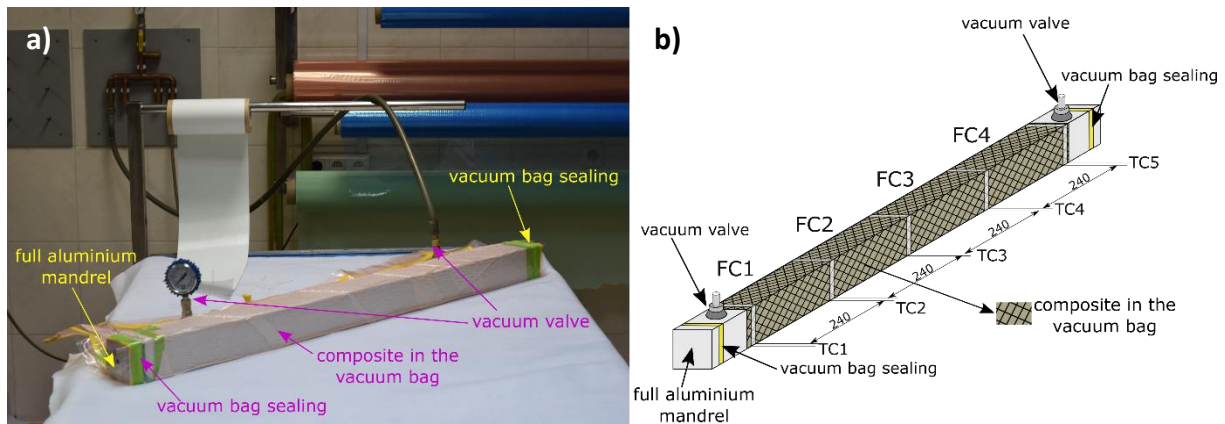 a)
vacuum bag sealing
full aluminium
mandrel
vacuum valve
composite in the
vacuum bag
vacuum bag sealing
b)
vacuum valve
vacuum bag sealing
FC4
FC3
FC2
FC1
vacuum valve
TC5
240
TC4
240
TC3
240
TC2
240
TC1
composite in the
vacuum bag
vacuum bag sealing
full aluminium
mandrel